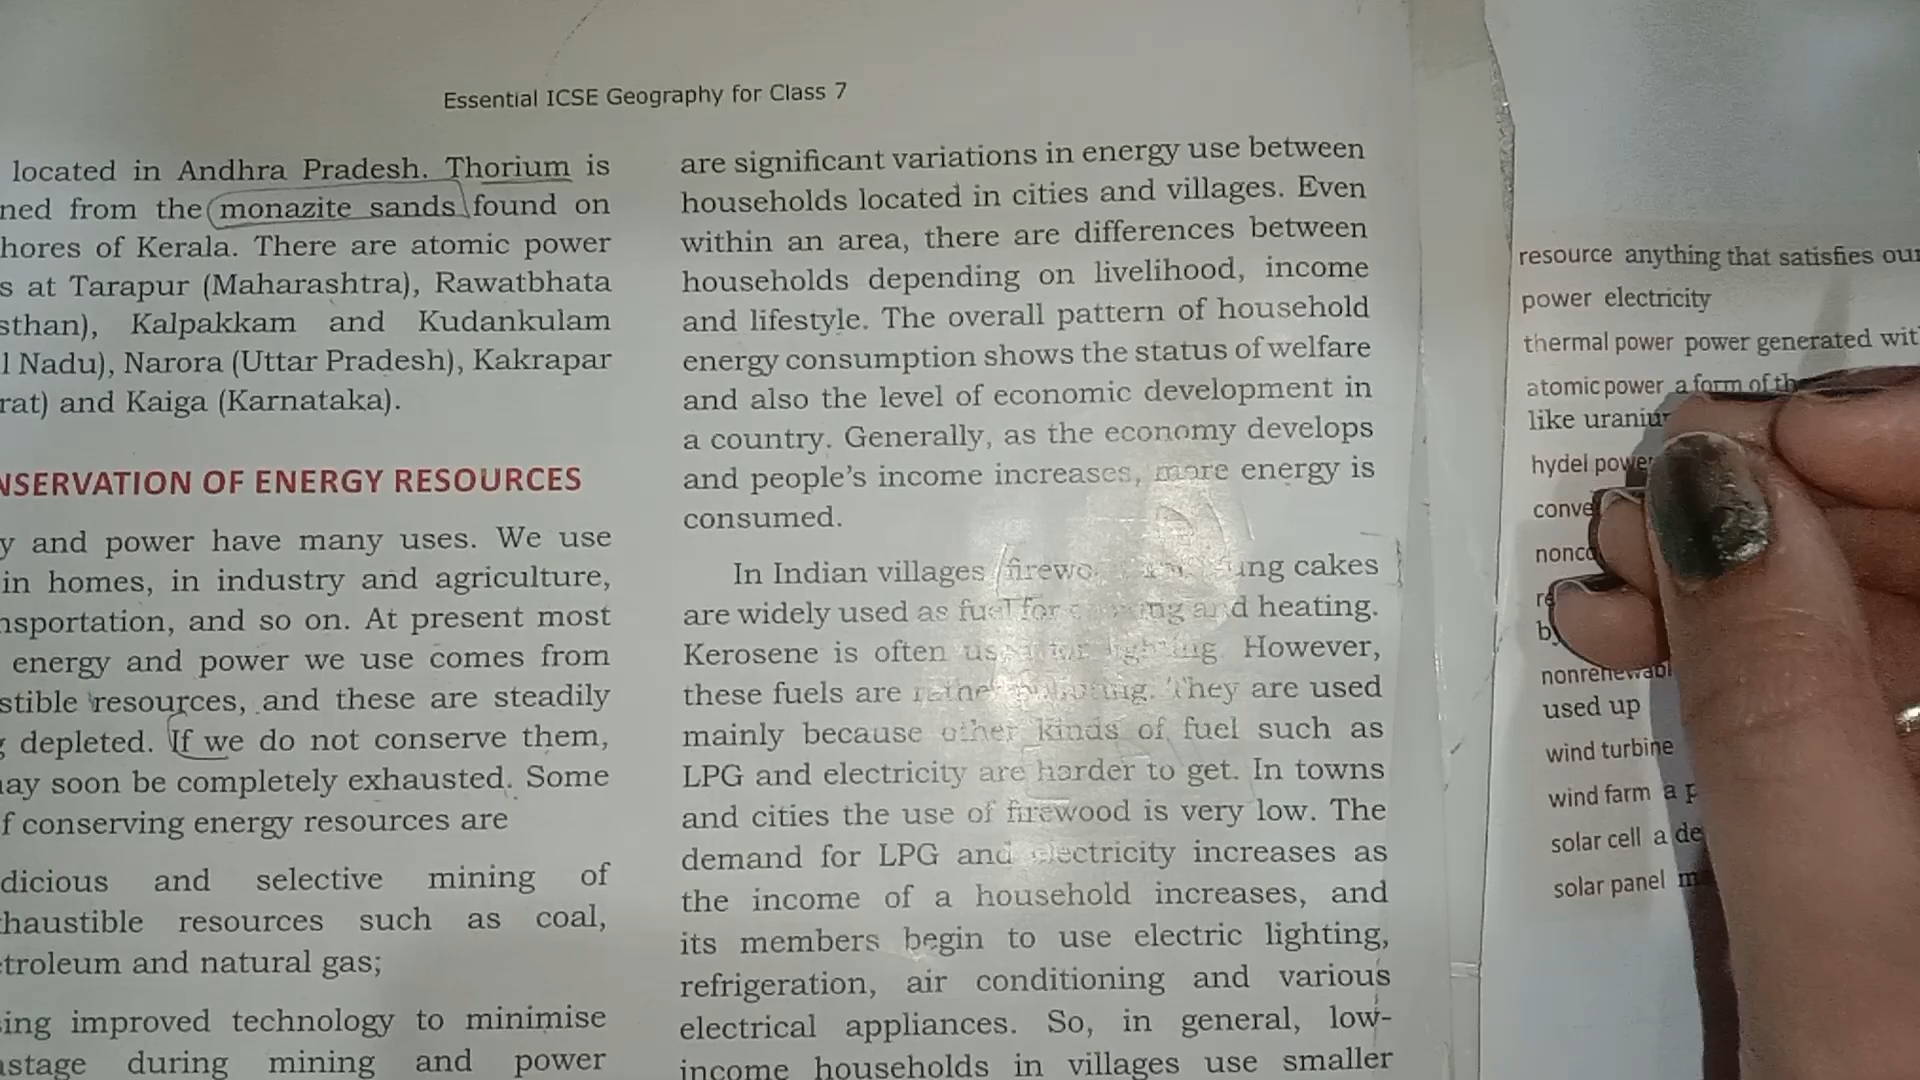 Essential ICSE Geography for Class 7
located in Andhra Pradesh. Thorium is
ned from the monazite sands found on
hores of Kerala. There are atomic power
s at Tarapur (Maharashtra), Rawatbhata
sthan), Kalpakkam and Kudankulam
l Nadu), Narora (Uttar Pradesh), Kakrapar
rat) and Kaiga (Karnataka).
NSERVATION OF ENERGY RESOURCES
y and power have many uses. We use
in homes, in industry and agriculture,
nsportation, and so on. At present most
energy and power we use comes from
stible resources, and these are steadily
g depleted. If we do not conserve them,
ay soon be completely exhausted. Some
f conserving energy resources are
dicious and selective mining of
haustible resources such as coal,
troleum and natural gas;
ing improved technology to minimise
astage during mining and power
are significant variations in energy use between
households located in cities and villages. Even
within an area, there are differences between
households depending on livelihood, income
and lifestyle. The overall pattern of household
energy consumption shows the status of welfare
and also the level of economic development in
a country. Generally, as the economy develops
and people's income increases, more energy is
consumed.
In Indian villages firewo ung cakes
are widely used as fuel for and heating.
Kerosene is often However,
these fuels are They are used
mainly because other kinds of fuel such as
LPG and electricity are harder to get. In towns
and cities the use of firewood is very low. The
demand for LPG and electricity increases as
the income of a household increases, and
its members begin to use electric lighting,
refrigeration, air conditioning and various
electrical appliances. So, in general, low-
income households in villages use smaller
resource anything that satisfies our
power electricity
thermal power power generated wit
atomic power a form of th
like uraniu
hydel power
conve
nonco
re
by
nonrenewabl
used up
wind turbine
wind farm a p
solar cell a de
solar panel m